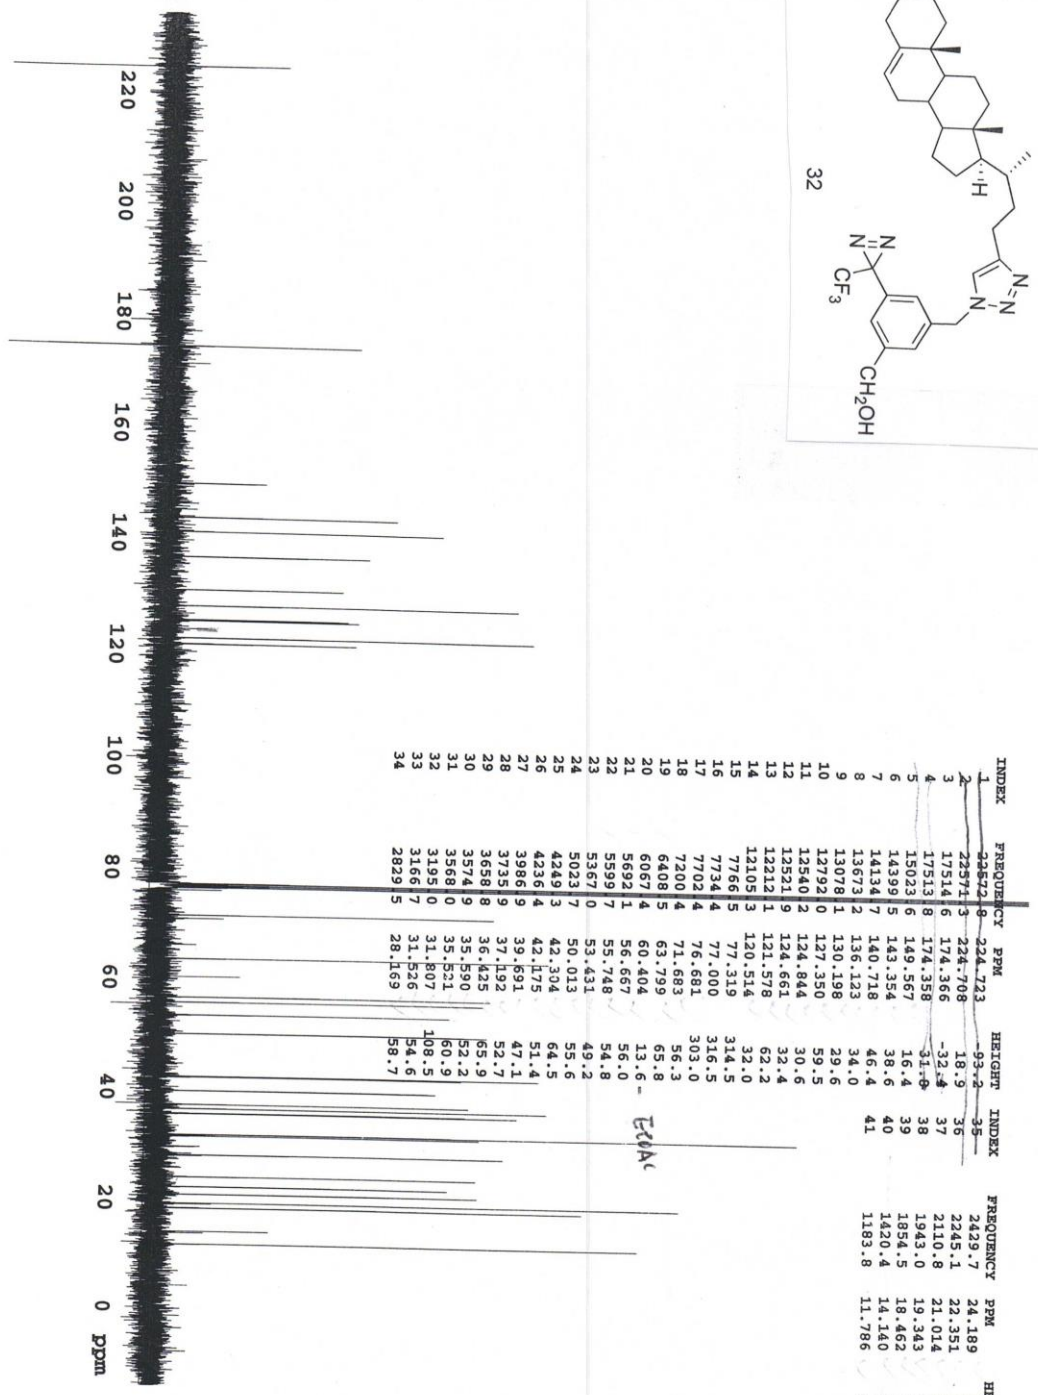 N
N
N
N
N
CF3
CH2OH
H
32
INDEX FREQUENCY PPM HEIGHT INDEX FREQUENCY PPM
1 22572.8 224.723 -93.2 35 2429.7 24.189
2 22571.3 224.708 18.9 36 2245.1 22.351
3 17514.6 174.366 -32.4 37 2110.8 21.014
4 17513.8 174.358 31.8 38 1943.0 19.343
5 15023.6 149.567 16.4 39 1854.5 18.462
6 14399.5 143.354 38.6 40 1420.4 14.140
7 14134.7 140.718 46.4 41 1183.8 11.786
8 13673.2 136.123 34.0
9 13078.1 130.198 29.6
10 12792.0 127.350 59.5
11 12540.2 124.844 30.6
12 12521.9 124.661 32.4
13 12212.1 121.578 62.2
14 12105.3 120.514 32.0
15 7766.5 77.319 314.5
16 7734.4 77.000 316.5
17 7702.4 76.681 303.0
18 7200.4 71.683 56.3
19 6408.5 63.799 65.8
20 6067.4 60.404 13.6 - EtOAc
21 5692.1 56.667 56.0
22 5599.7 55.748 54.8
23 5367.0 53.431 49.2
24 5023.7 50.013 55.6
25 4249.3 42.304 64.5
26 4236.4 42.175 51.4
27 3986.9 39.691 47.1
28 3735.9 37.192 52.7
29 3658.8 36.425 65.9
30 3574.9 35.590 52.2
31 3568.0 35.521 60.9
32 3195.0 31.807 108.5
33 3166.7 31.526 54.6
34 2829.5 28.169 58.7
220 200 180 160 140 120 100 80 60 40 20 0 ppm